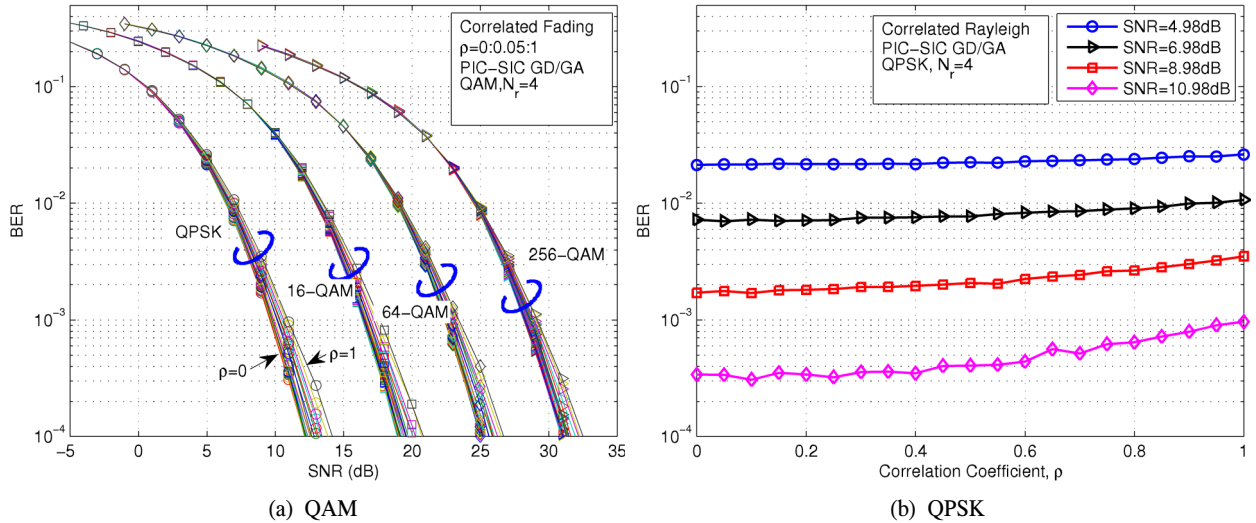 Correlated Fading
ρ=0:0.05:1
PIC−SIC GD/GA
QAM,N_r=4
10^-1
10^-2
10^-3
10^-4
BER
QPSK
16−QAM
64−QAM
256−QAM
ρ=0
ρ=1
−5 0 5 10 15 20 25 30 35
SNR (dB)
(a) QAM
Correlated Rayleigh
PIC−SIC GD/GA
QPSK, N_r=4
SNR=4.98dB
SNR=6.98dB
SNR=8.98dB
SNR=10.98dB
10^-1
10^-2
10^-3
10^-4
BER
0 0.2 0.4 0.6 0.8 1
Correlation Coefficient, ρ
(b) QPSK